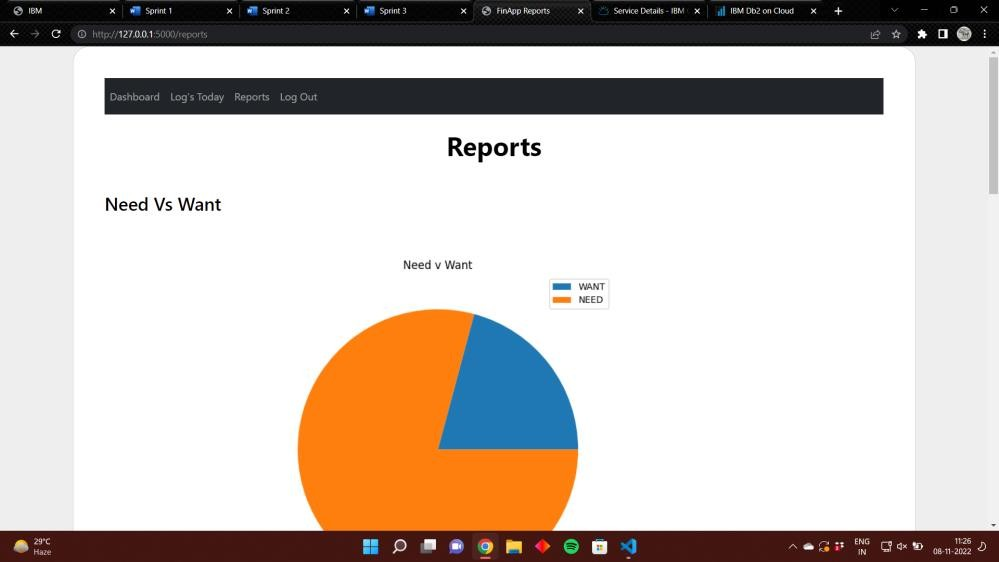 IBM
Sprint 1
Sprint 2
Sprint 3
FinApp Reports
Service Details - IBM
IBM Db2 on Cloud
http://127.0.0.1:5000/reports
Dashboard Log's Today Reports Log Out
Reports
Need Vs Want
Need v Want
WANT
NEED
29°C
Haze
ENG
IN
11:26
08-11-2022